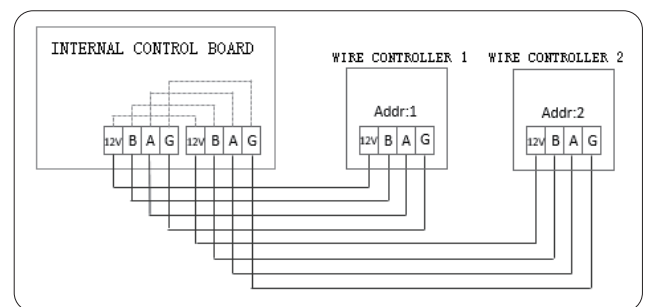 INTERNAL CONTROL BOARD
WIRE CONTROLLER 1
WIRE CONTROLLER 2
Addr:1
Addr:2
12V B A G
12V B A G
12V B A G
12V B A G